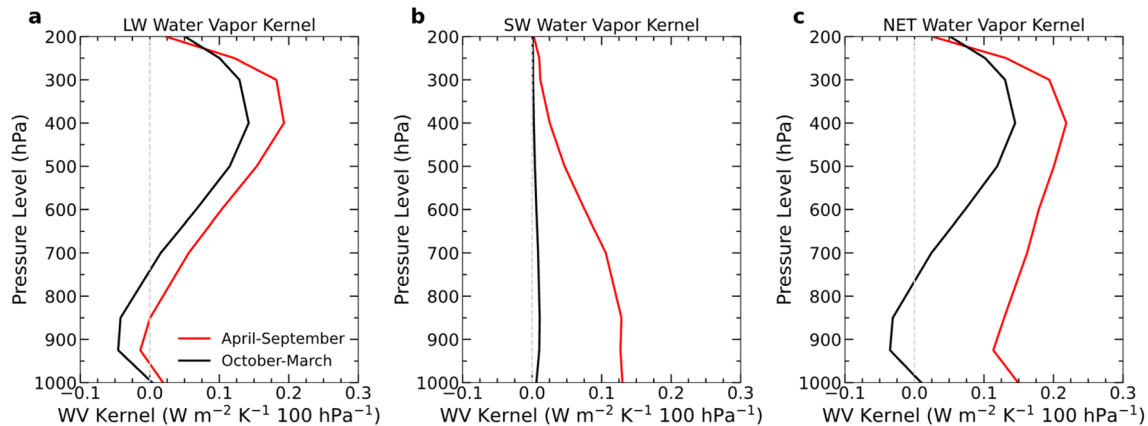 a
LW Water Vapor Kernel
200
300
400
500
600
700
800
900
1000
Pressure Level (hPa)
April-September
October-March
−0.1 0.0 0.1 0.2 0.3
WV Kernel (W m⁻² K⁻¹ 100 hPa⁻¹)
b
SW Water Vapor Kernel
200
300
400
500
600
700
800
900
1000
Pressure Level (hPa)
−0.1 0.0 0.1 0.2 0.3
WV Kernel (W m⁻² K⁻¹ 100 hPa⁻¹)
c
NET Water Vapor Kernel
200
300
400
500
600
700
800
900
1000
Pressure Level (hPa)
−0.1 0.0 0.1 0.2 0.3
WV Kernel (W m⁻² K⁻¹ 100 hPa⁻¹)